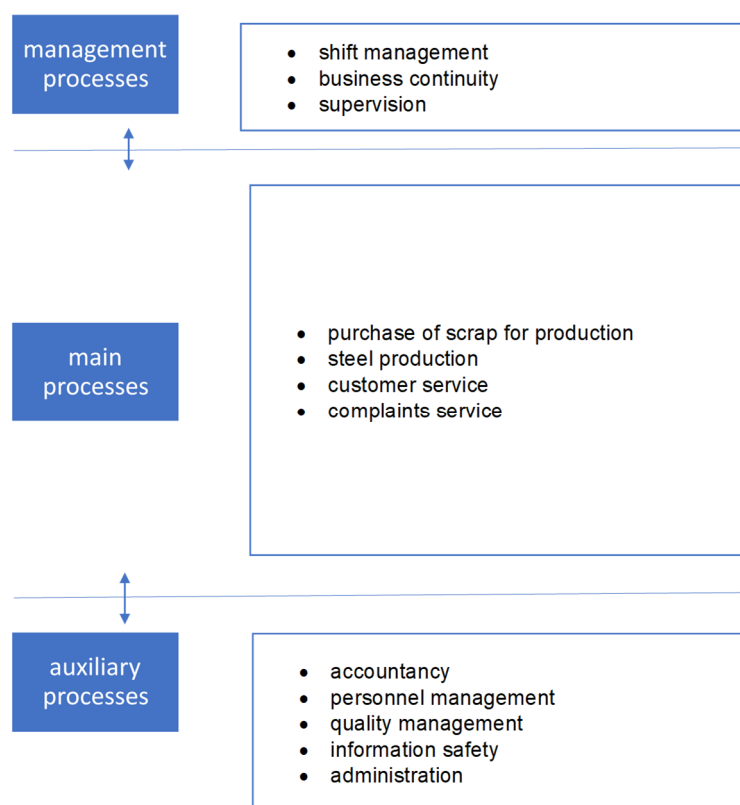 management
processes
• shift management
• business continuity
• supervision
main
processes
• purchase of scrap for production
• steel production
• customer service
• complaints service
auxiliary
processes
• accountancy
• personnel management
• quality management
• information safety
• administration